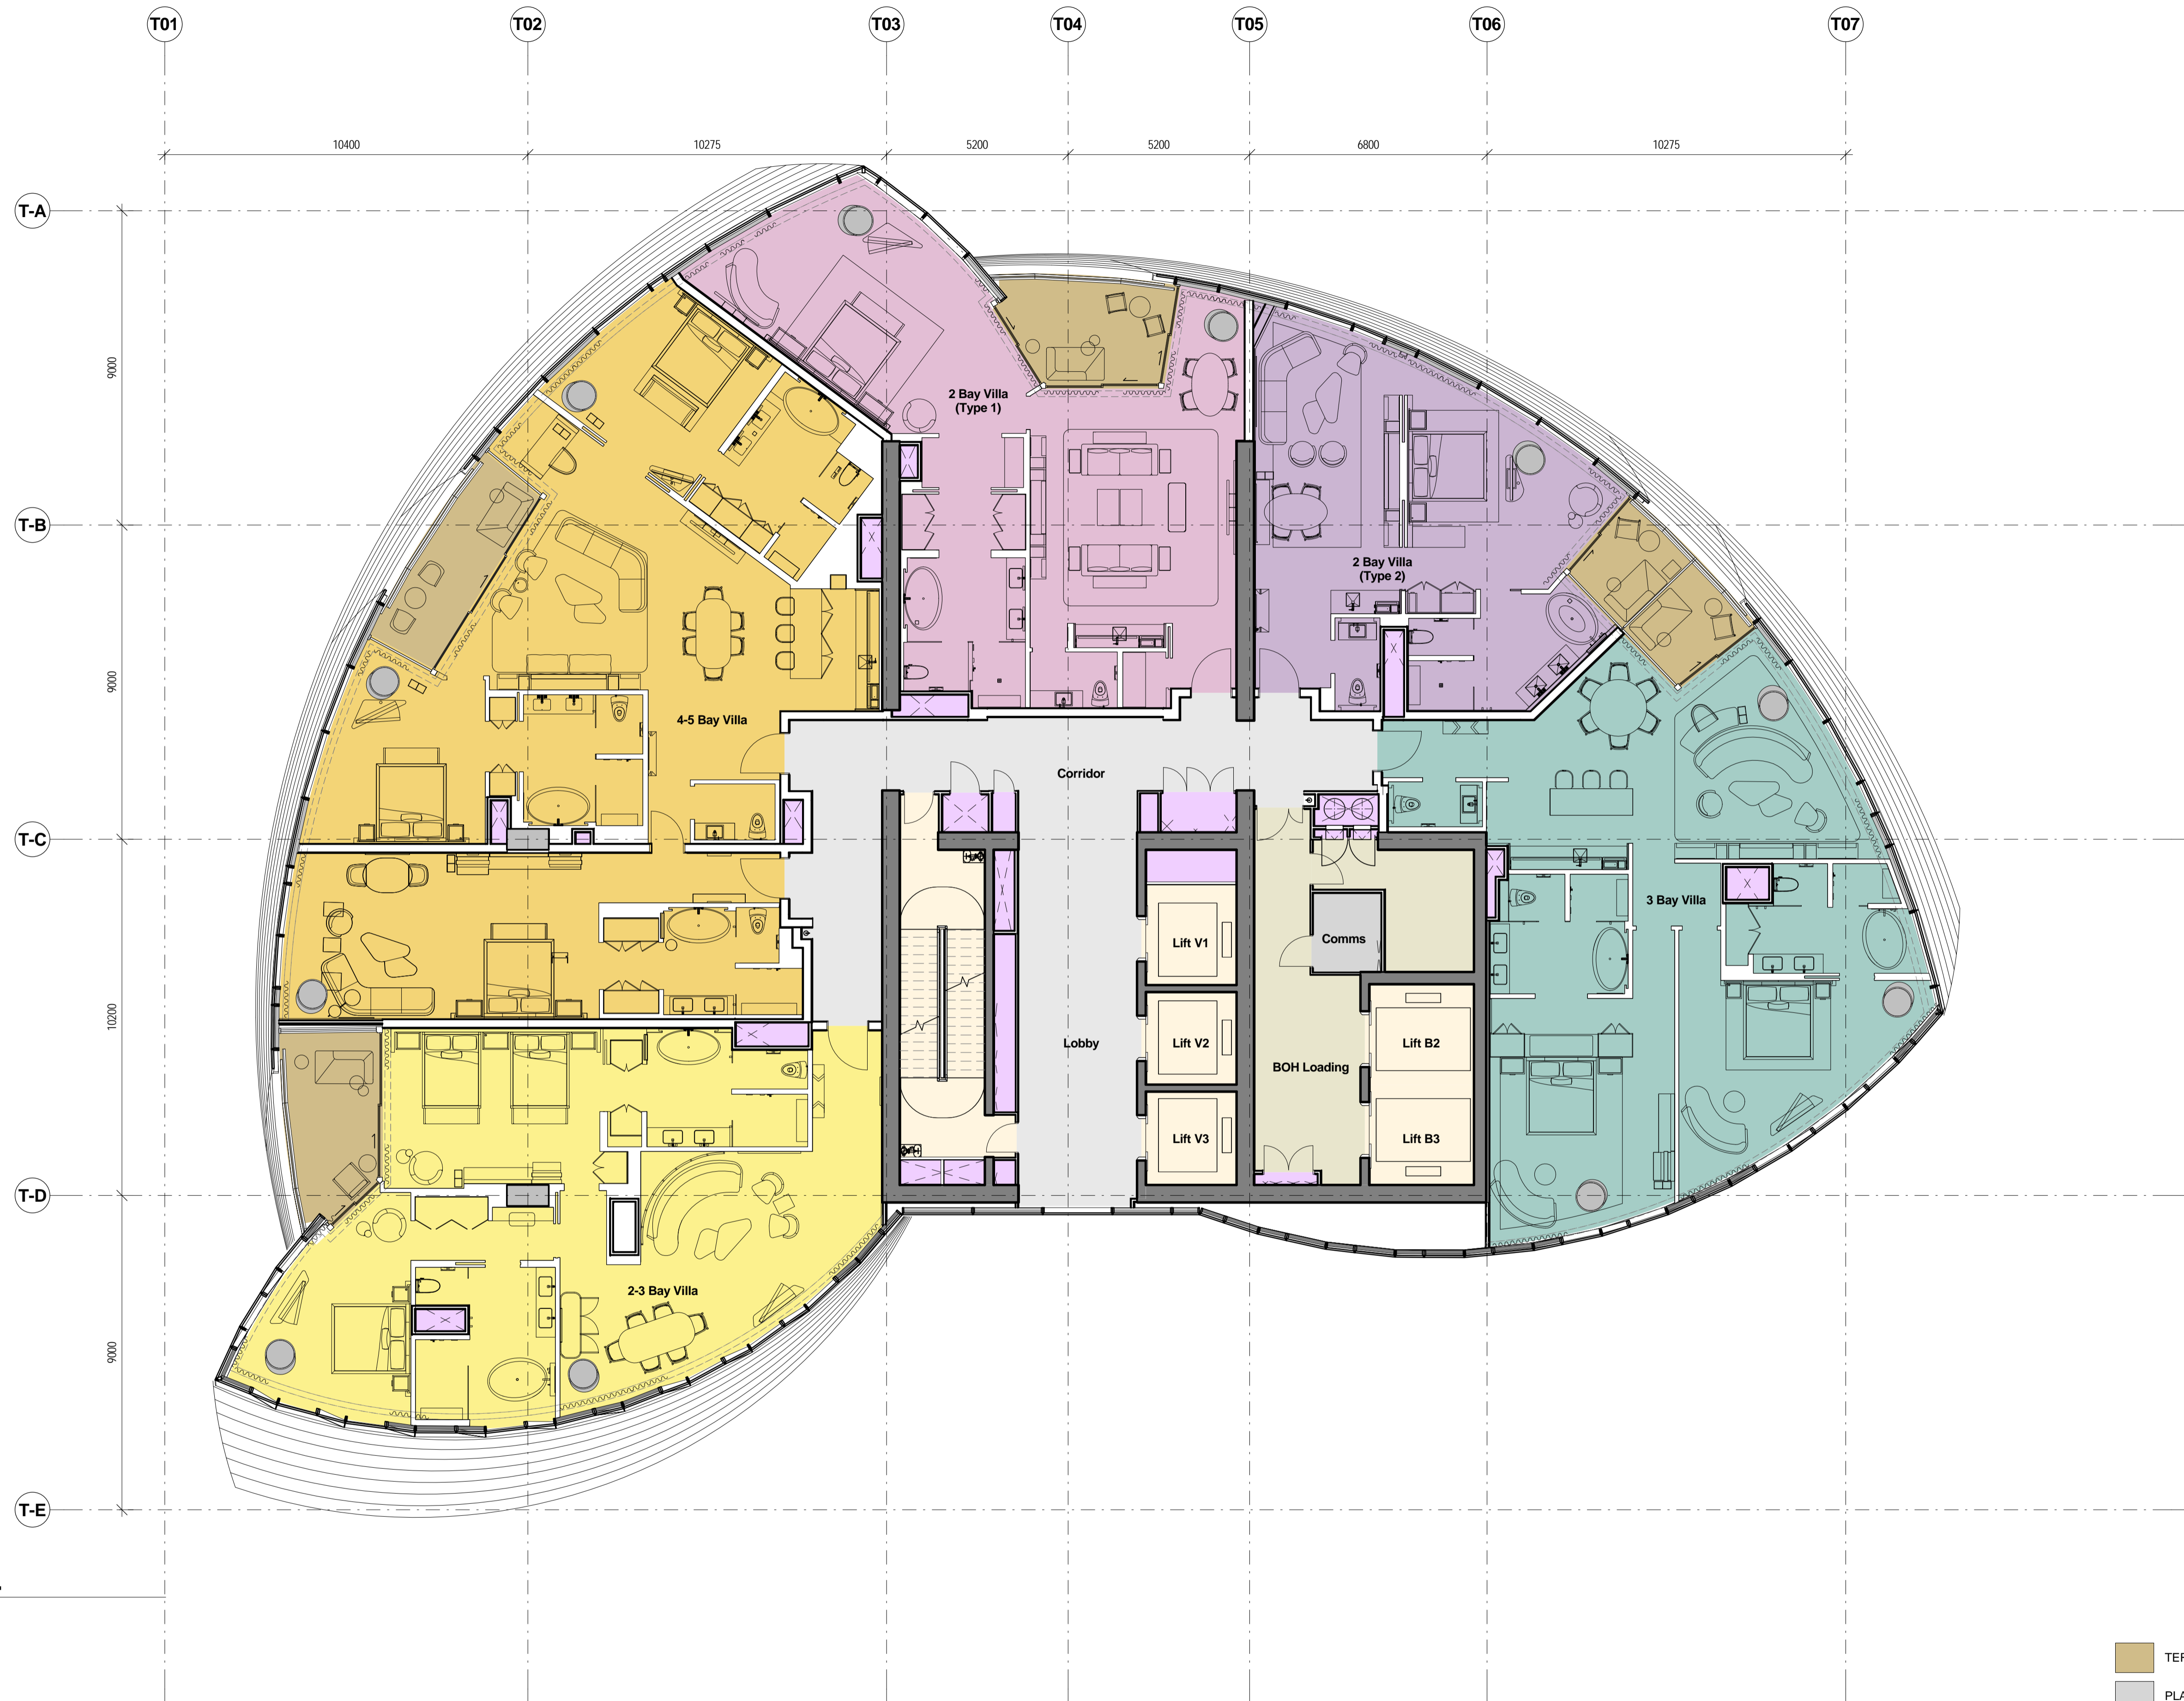 T01 T02 T03 T04 T05 T06 T07
10400 10275 5200 5200 6800 10275
T-A
9000
T-B
9000
T-C
10200
T-D
9000
T-E
2 Bay Villa
(Type 1)
2 Bay Villa
(Type 2)
4-5 Bay Villa
Corridor
3 Bay Villa
Comms
Lift V1
Lift V2
Lobby
BOH Loading
Lift B2
Lift V3
Lift B3
2-3 Bay Villa